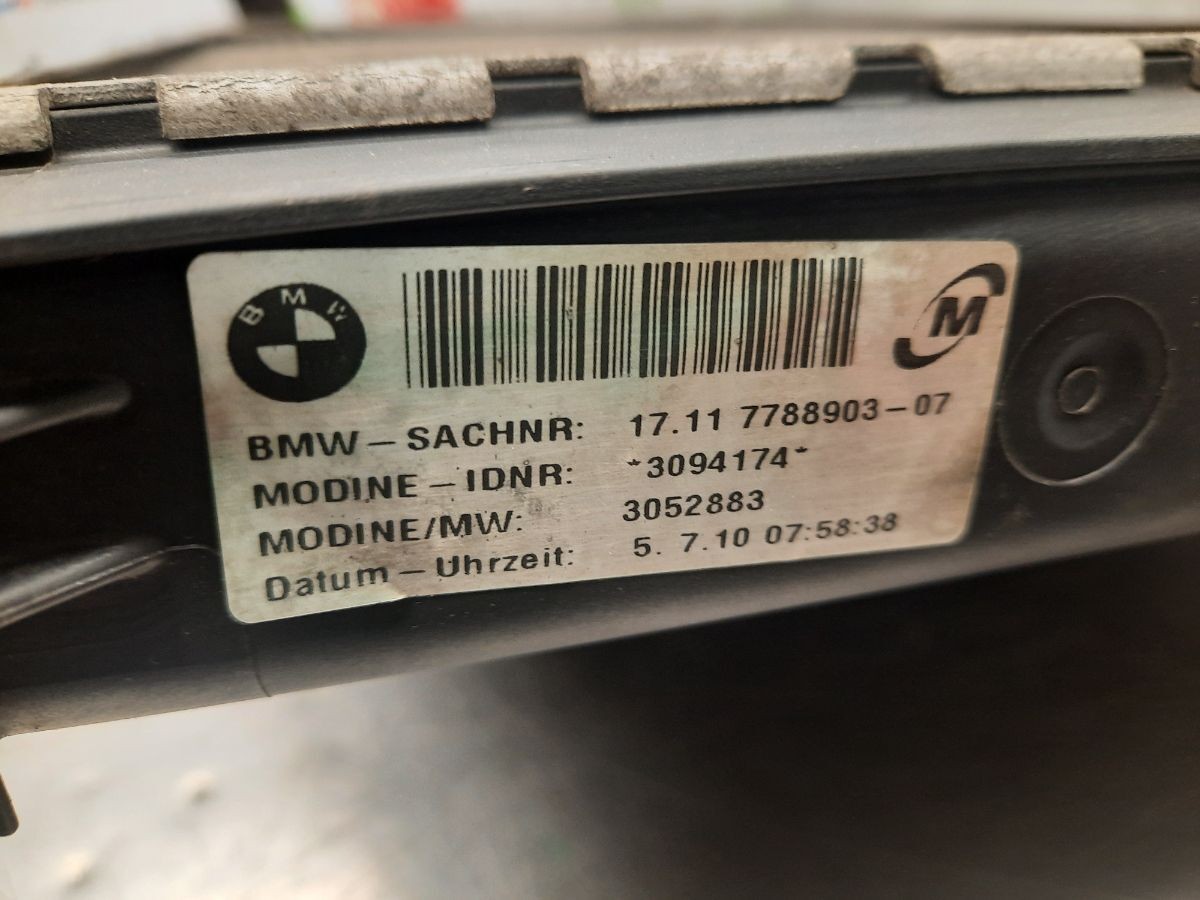 BMW
M
BMW-SACHNR: 17.11 7788903-07
MODINE-IDNR: *3094174*
MODINE/MW: 3052883
Datum-Uhrzeit: 5. 7.10 07:58:38